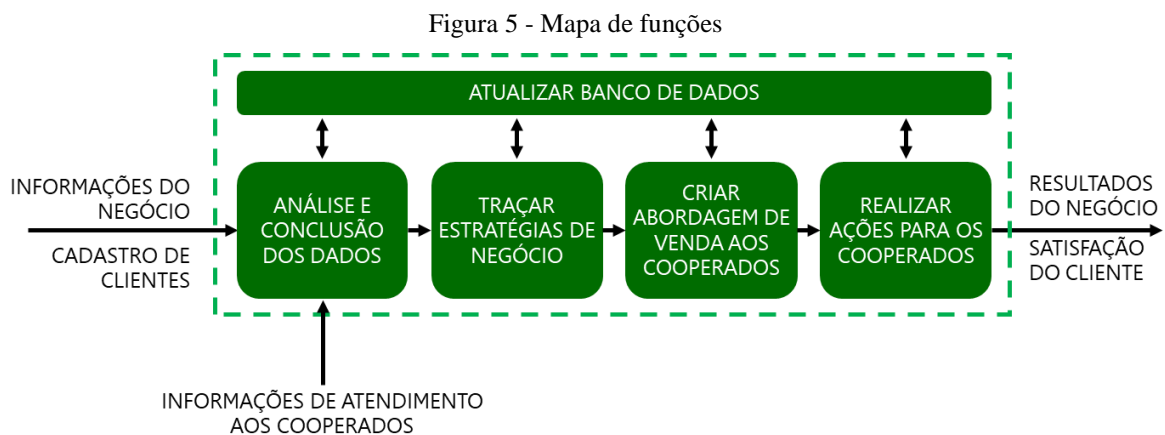 Figura 5 - Mapa de funções
ATUALIZAR BANCO DE DADOS
INFORMAÇÕES DO
NEGÓCIO
CADASTRO DE
CLIENTES
ANÁLISE E
CONCLUSÃO
DOS DADOS
TRAÇAR
ESTRATÉGIAS DE
NEGÓCIO
CRIAR
ABORDAGEM DE
VENDA AOS
COOPERADOS
REALIZAR
AÇÕES PARA OS
COOPERADOS
RESULTADOS
DO NEGÓCIO
SATISFAÇÃO
DO CLIENTE
INFORMAÇÕES DE ATENDIMENTO
AOS COOPERADOS